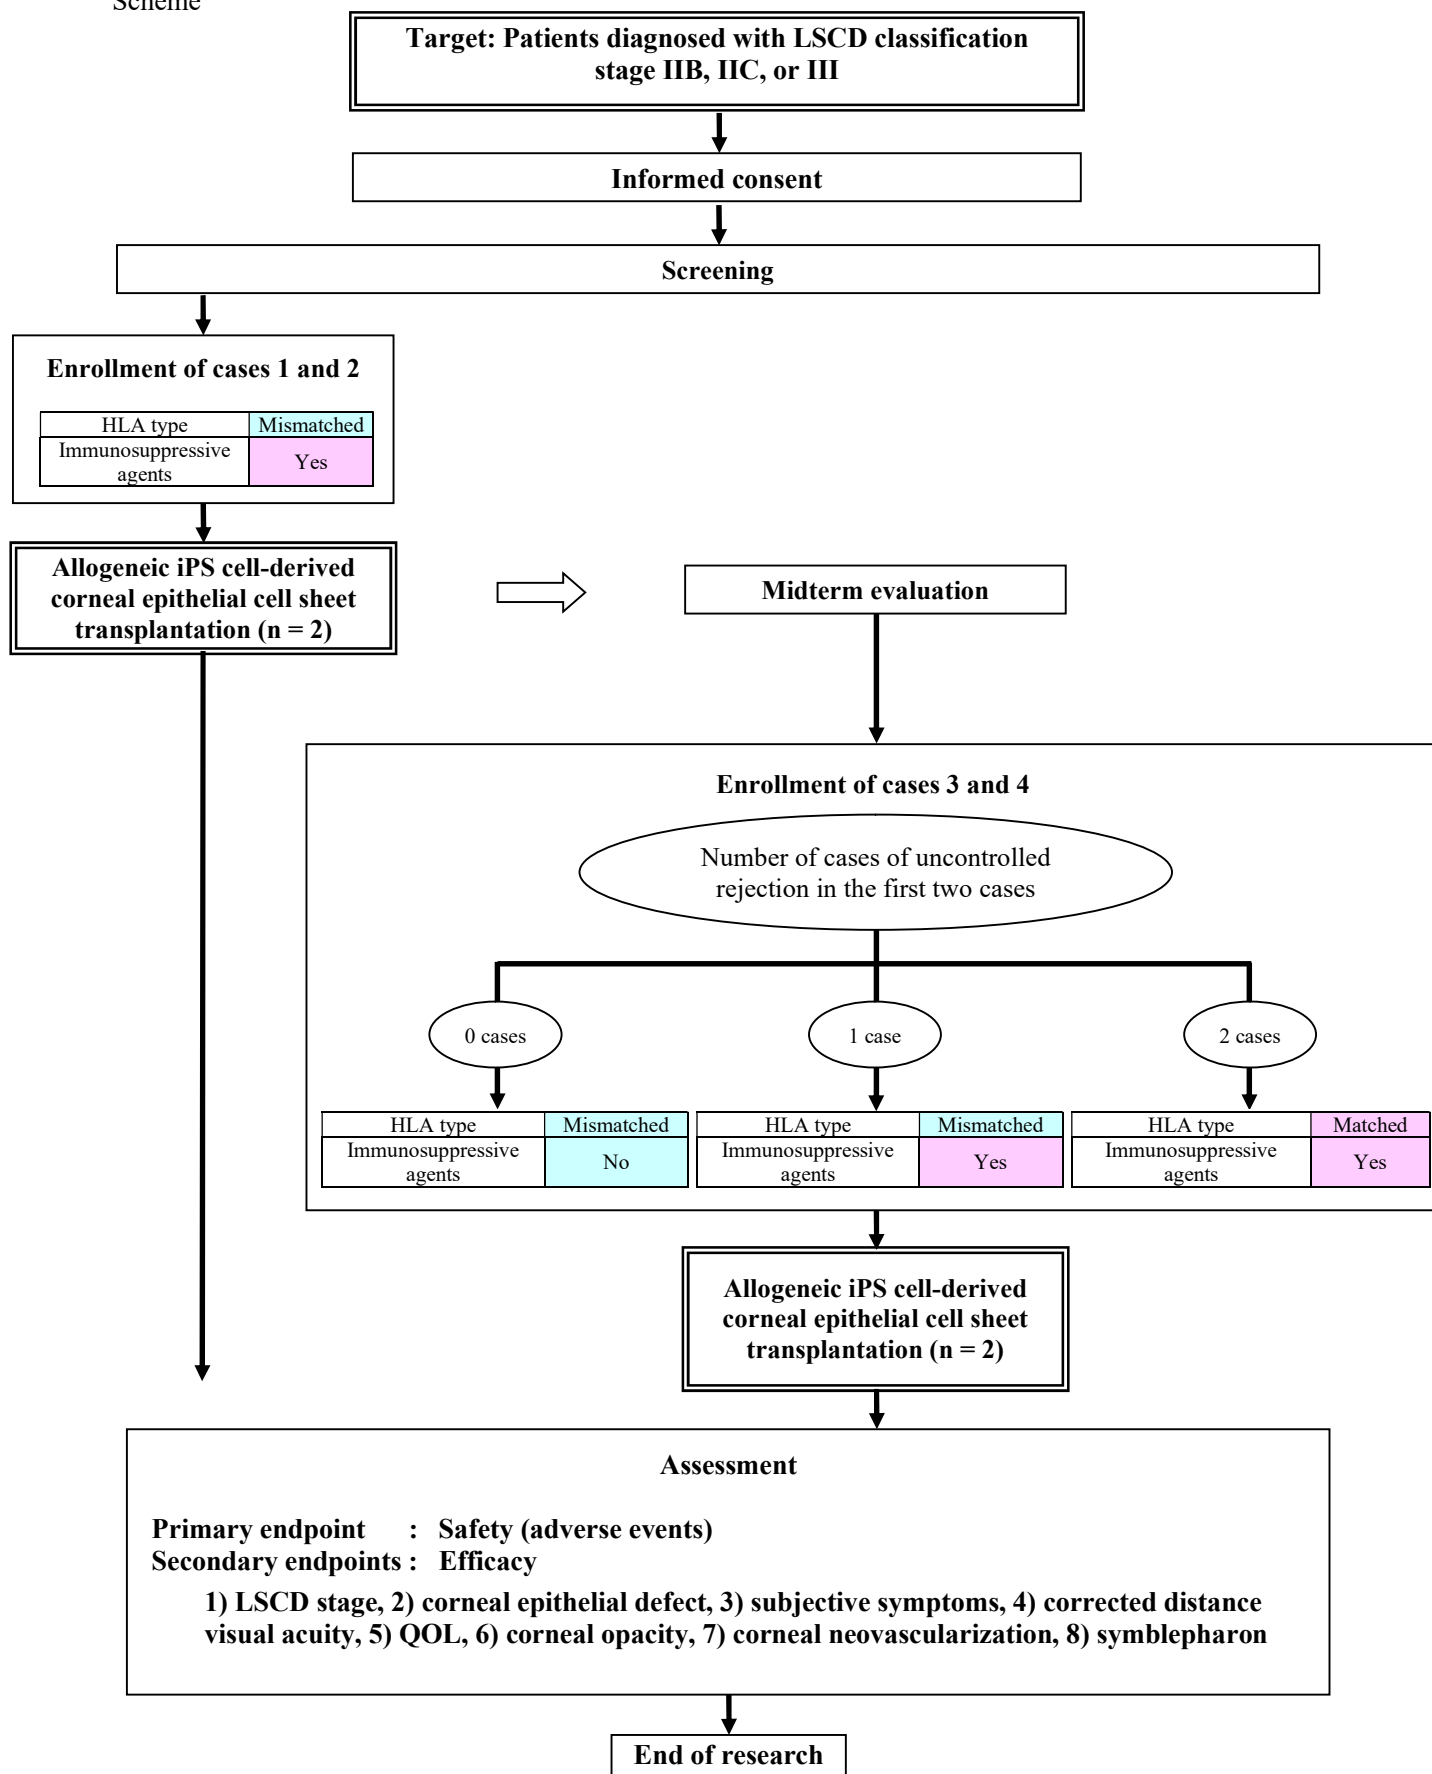 Scheme
Target: Patients diagnosed with LSCD classification
stage IIB, IIC, or III
Informed consent
Screening
Enrollment of cases 1 and 2
HLA type Mismatched
Immunosuppressive
agents
Yes
Allogeneic iPS cell-derived
corneal epithelial cell sheet
transplantation (n = 2)
Midterm evaluation
Enrollment of cases 3 and 4
Number of cases of uncontrolled
rejection in the first two cases
0 cases
1 case
2 cases
HLA type Mismatched
Immunosuppressive
agents
No
HLA type Mismatched
Immunosuppressive
agents
Yes
HLA type Matched
Immunosuppressive
agents
Yes
Allogeneic iPS cell-derived
corneal epithelial cell sheet
transplantation (n = 2)
Assessment
Primary endpoint : Safety (adverse events)
Secondary endpoints : Efficacy
1) LSCD stage, 2) corneal epithelial defect, 3) subjective symptoms, 4) corrected distance
visual acuity, 5) QOL, 6) corneal opacity, 7) corneal neovascularization, 8) symblepharon
End of research